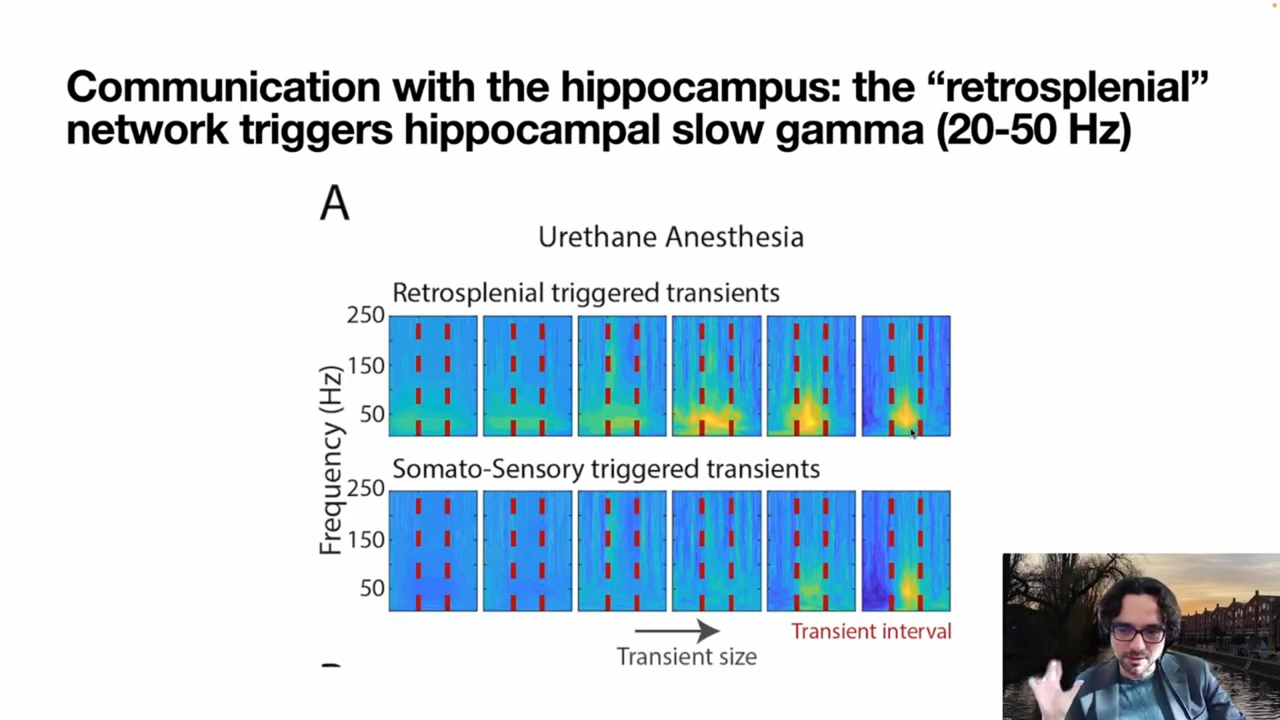 Communication with the hippocampus: the “retrosplenial”
network triggers hippocampal slow gamma (20-50 Hz)
A
Urethane Anesthesia
Retrosplenial triggered transients
250
150
50
Frequency (Hz)
Somato-Sensory triggered transients
250
150
50
Transient interval
Transient size